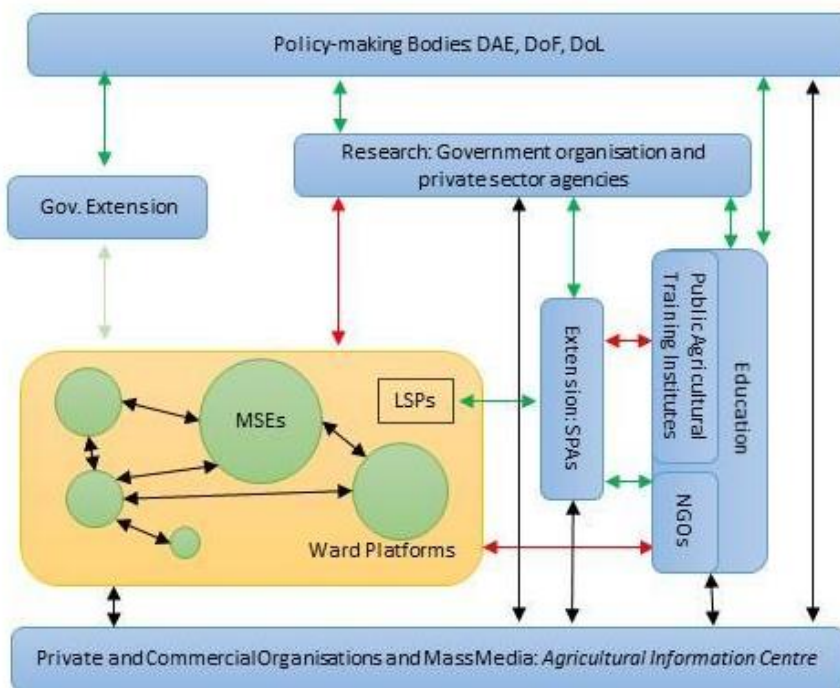 Policy-making Bodies: DAE, DoF, DoL
Research: Government organisation and
private sector agencies
Gov. Extension
Public Agricultural
Training Institutes
Education
Extension: SPAs
LSPs
MSEs
NGOs
Ward Platforms
Private and Commercial Organisations and Mass Media: Agricultural Information Centre